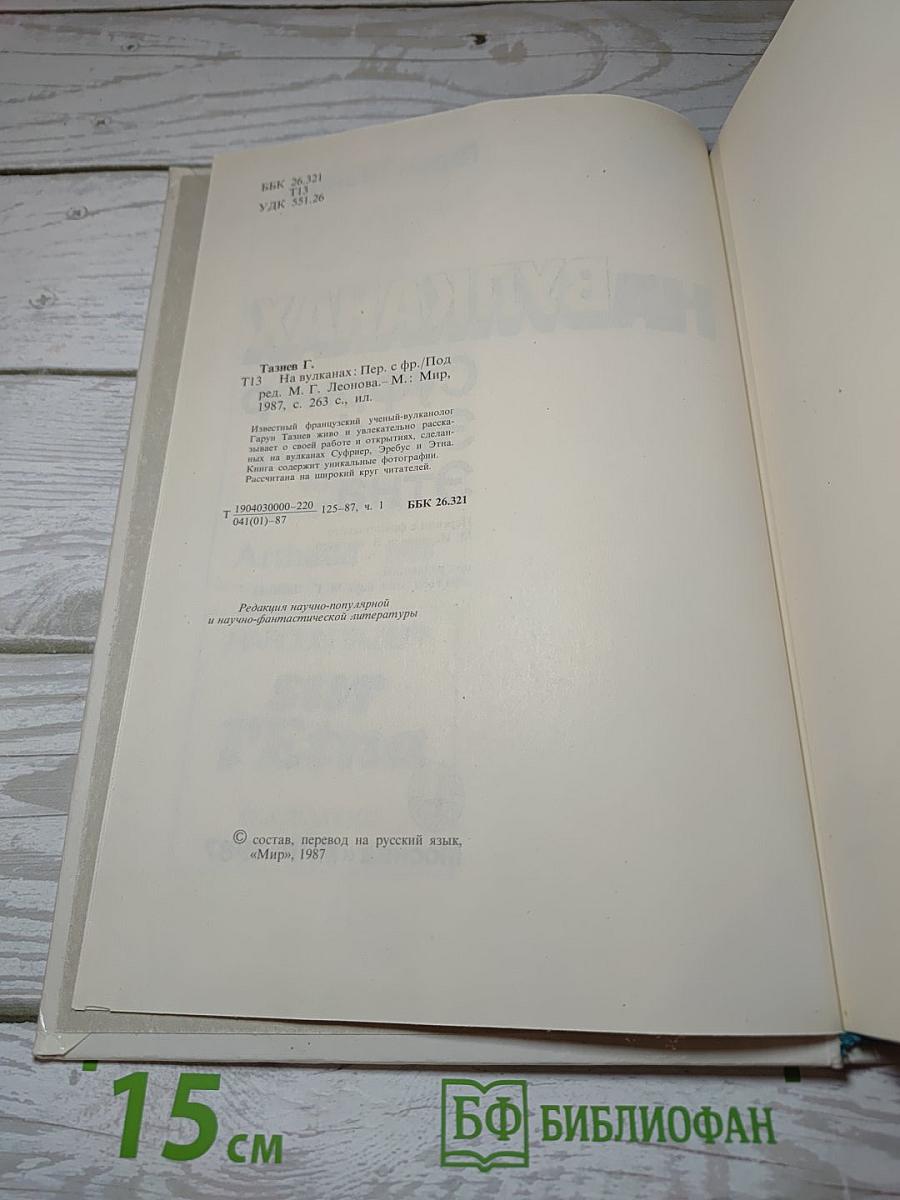 ББК 26.321
Т13
УДК 551.26
Тазиев Г.
Т13 На вулканах: Пер. с фр./Под
ред. М. Г. Леонова.– М.: Мир,
1987, с. 263 с., ил.
Известный французский ученый-вулканолог
Гарун Тазиев живо и увлекательно расска-
зывает о своей работе и открытиях, сделан-
ных на вулканах Суфриер, Эребус и Этна.
Книга содержит уникальные фотографии.
Рассчитана на широкий круг читателей.
Т 1904030000–220 125–87, ч. 1 ББК 26.321
041(01)–87
Редакция научно-популярной
и научно-фантастической литературы
© состав, перевод на русский язык,
«Мир», 1987
15 см
БФ БИБЛИОФАН